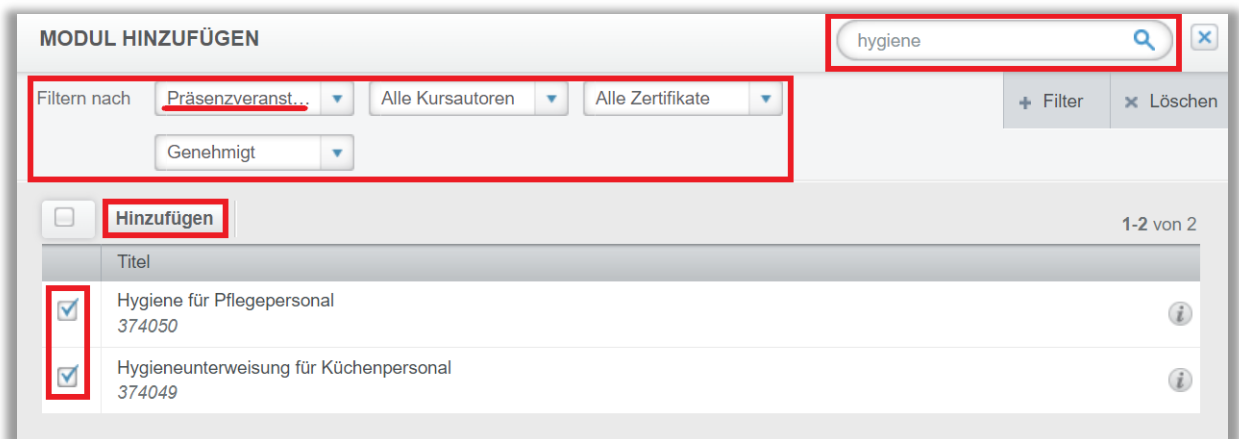 MODUL HINZUFÜGEN
hygiene
Filtern nach Präsenzveranst... Alle Kursautoren Alle Zertifikate
Filter Löschen
Genehmigt
Hinzufügen
1-2 von 2
Titel
Hygiene für Pflegepersonal
374050
Hygieneunterweisung für Küchenpersonal
374049